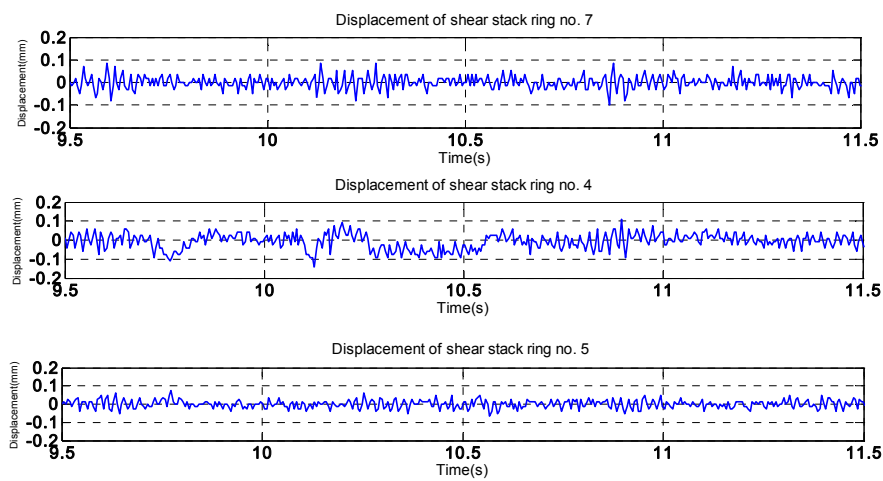 Displacement of shear stack ring no. 7
Displacement(mm)
0.2
0.1
0
-0.1
-0.2
9.5 10 10.5 11 11.5
Time(s)
Displacement of shear stack ring no. 4
Displacement(mm)
0.2
0.1
0
-0.1
-0.2
9.5 10 10.5 11 11.5
Time(s)
Displacement of shear stack ring no. 5
Displacement(mm)
0.2
0.1
0
-0.1
-0.2
9.5 10 10.5 11 11.5
Time(s)